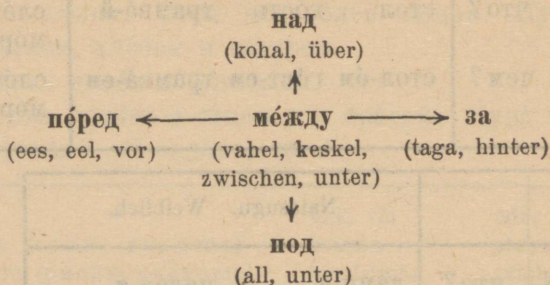 над
(kohal, über)
пе́ред ← ме́жду → за
(ees, eel, vor) (vahel, keskel, (taga, hinter)
zwischen, unter)
под
(all, unter)